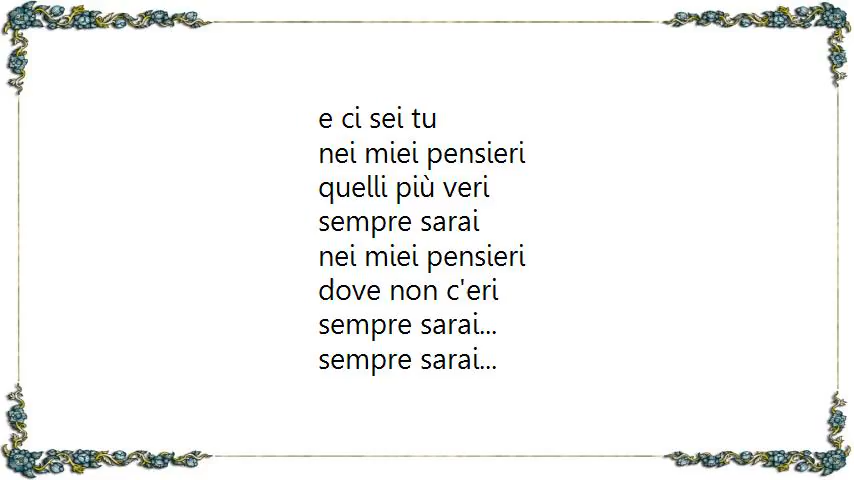 e ci sei tu
nei miei pensieri
quelli più veri
sempre sarai
nei miei pensieri
dove non c'eri
sempre sarai...
sempre sarai...